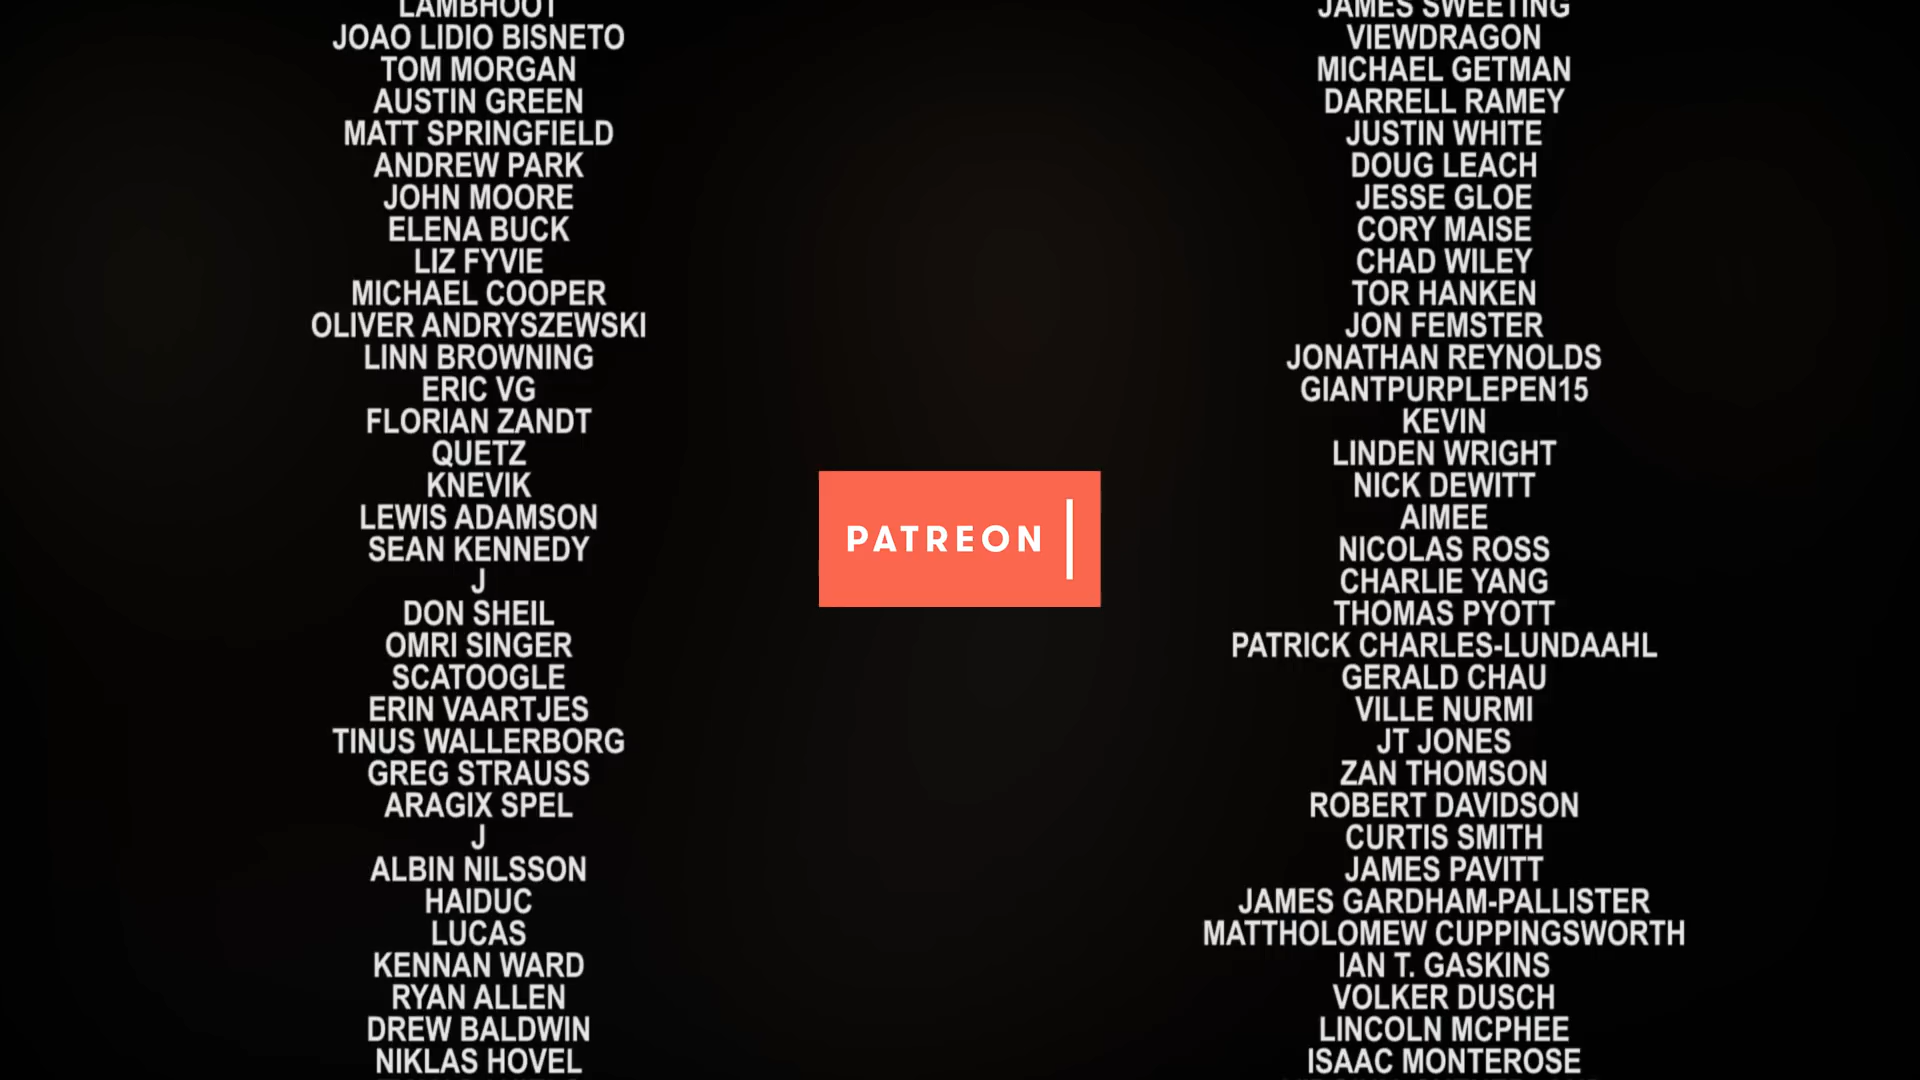 LAMBHOOT
JOAO LIDIO BISNETO
TOM MORGAN
AUSTIN GREEN
MATT SPRINGFIELD
ANDREW PARK
JOHN MOORE
ELENA BUCK
LIZ FYVIE
MICHAEL COOPER
OLIVER ANDRYSZEWSKI
LINN BROWNING
ERIC VG
FLORIAN ZANDT
QUETZ
KNEVIK
LEWIS ADAMSON
SEAN KENNEDY
J
DON SHEIL
OMRI SINGER
SCATOOGLE
ERIN VAARTJES
TINUS WALLERBORG
GREG STRAUSS
ARAGIX SPEL
J
ALBIN NILSSON
HAIDUC
LUCAS
KENNAN WARD
RYAN ALLEN
DREW BALDWIN
NIKLAS HOVEL
PATREON
JAMES SWEETING
VIEWDRAGON
MICHAEL GETMAN
DARRELL RAMEY
JUSTIN WHITE
DOUG LEACH
JESSE GLOE
CORY MAISE
CHAD WILEY
TOR HANKEN
JON FEMSTER
JONATHAN REYNOLDS
GIANTPURPLEPEN15
KEVIN
LINDEN WRIGHT
NICK DEWITT
AIMEE
NICOLAS ROSS
CHARLIE YANG
THOMAS PYOTT
PATRICK CHARLES-LUNDAAHL
GERALD CHAU
VILLE NURMI
JT JONES
ZAN THOMSON
ROBERT DAVIDSON
CURTIS SMITH
JAMES PAVITT
JAMES GARDHAM-PALLISTER
MATTHOLOMEW CUPPINGSWORTH
IAN T. GASKINS
VOLKER DUSCH
LINCOLN MCPHEE
ISAAC MONTEROSE